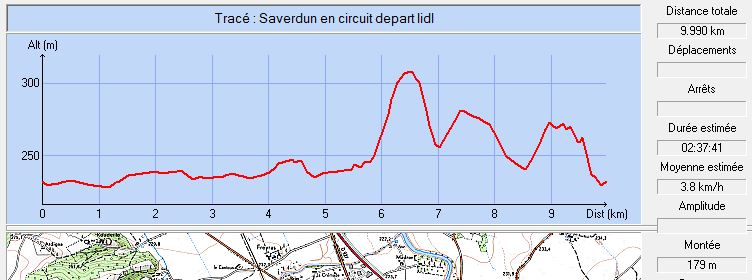 Tracé : Saverdun en circuit depart lidl
Alt (m)
300
250
0 1 2 3 4 5 6 7 8 9 Dist (km)
Distance totale
9.990 km
Déplacements
Arrêts
Durée estimée
02:37:41
Moyenne estimée
3.8 km/h
Amplitude
Montée
179 m